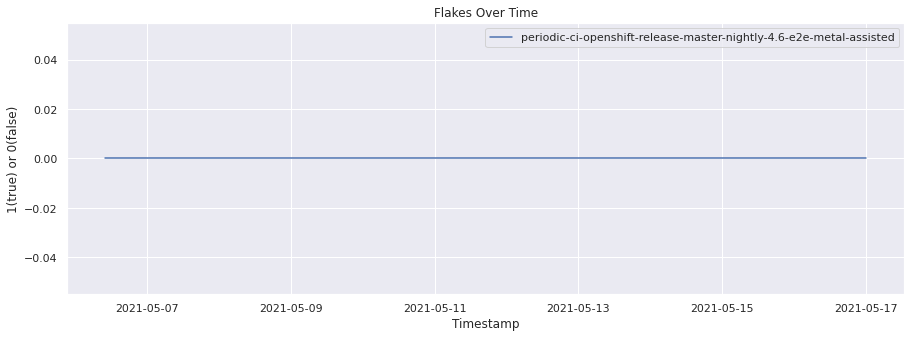 Flakes Over Time
periodic-ci-openshift-release-master-nightly-4.6-e2e-metal-assisted
1(true) or 0(false)
0.04
0.02
0.00
−0.02
−0.04
2021-05-07 2021-05-09 2021-05-11 2021-05-13 2021-05-15 2021-05-17
Timestamp